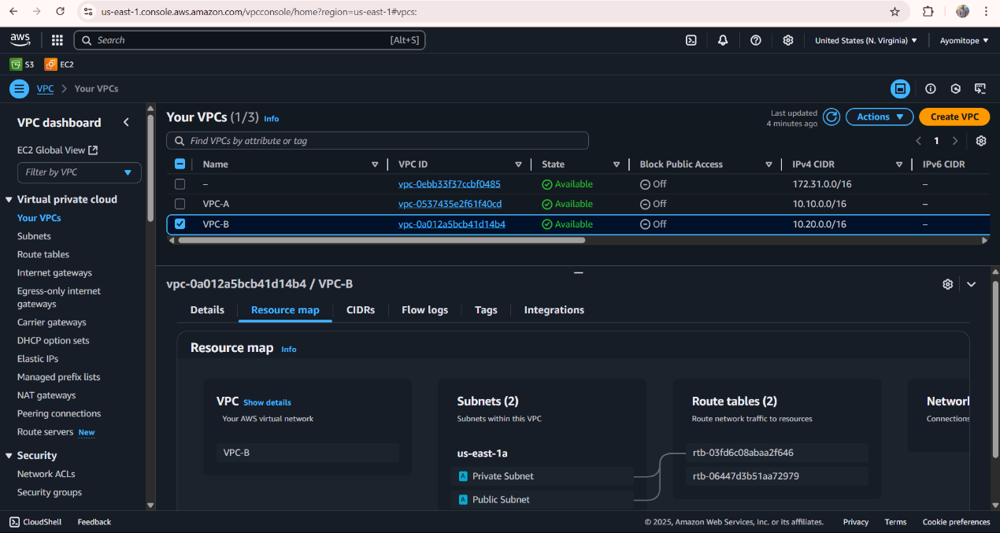 us-east-1.console.aws.amazon.com/vpcconsole/home?region=us-east-1#vpcs:
aws
Search [Alt+S] United States (N. Virginia) Ayomitope
S3 EC2
VPC Your VPCs
VPC dashboard
EC2 Global View
Filter by VPC
Virtual private cloud
Your VPCs
Subnets
Route tables
Internet gateways
Egress-only internet
gateways
Carrier gateways
DHCP option sets
Elastic IPs
Managed prefix lists
NAT gateways
Peering connections
Route servers New
Security
Network ACLs
Security groups
Your VPCs (1/3) Info
Last updated
4 minutes ago
Actions
Create VPC
Find VPCs by attribute or tag
1
Name VPC ID State Block Public Access IPv4 CIDR IPv6 CIDR
– vpc-0ebb33f37ccbf0485 Available Off 172.31.0.0/16 –
VPC-A vpc-0537435e2f61f40cd Available Off 10.10.0.0/16 –
VPC-B vpc-0a012a5bcb41d14b4 Available Off 10.20.0.0/16 –
vpc-0a012a5bcb41d14b4 / VPC-B
Details Resource map CIDRs Flow logs Tags Integrations
Resource map Info
VPC Show details
Your AWS virtual network
VPC-B
Subnets (2)
Subnets within this VPC
us-east-1a
A Private Subnet
A Public Subnet
Route tables (2)
Route network traffic to resources
rtb-03fd6c08abaa2f646
rtb-06447d3b51aa72979
Network
Connections
CloudShell Feedback © 2025, Amazon Web Services, Inc. or its affiliates. Privacy Terms Cookie preferences